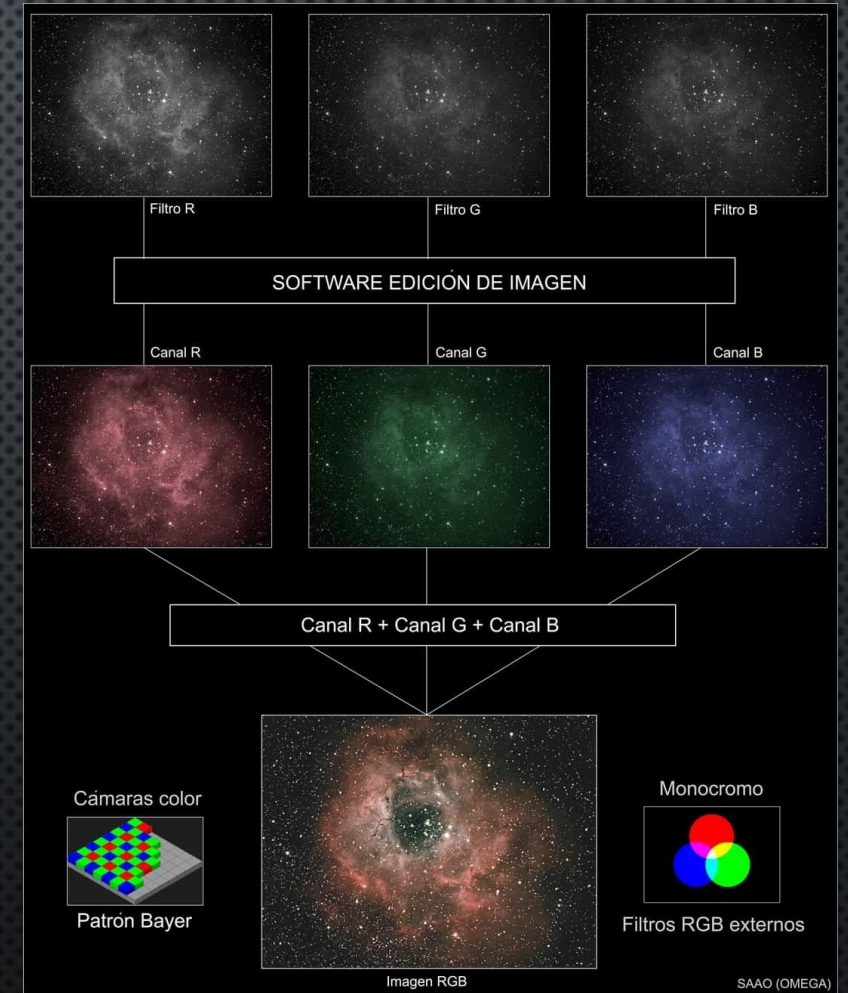 Filtro R
Filtro G
Filtro B
SOFTWARE EDICIÓN DE IMAGEN
Canal R
Canal G
Canal B
Canal R + Canal G + Canal B
Cámaras color
Patrón Bayer
Monocromo
Filtros RGB externos
Imagen RGB
SAAO (OMEGA)